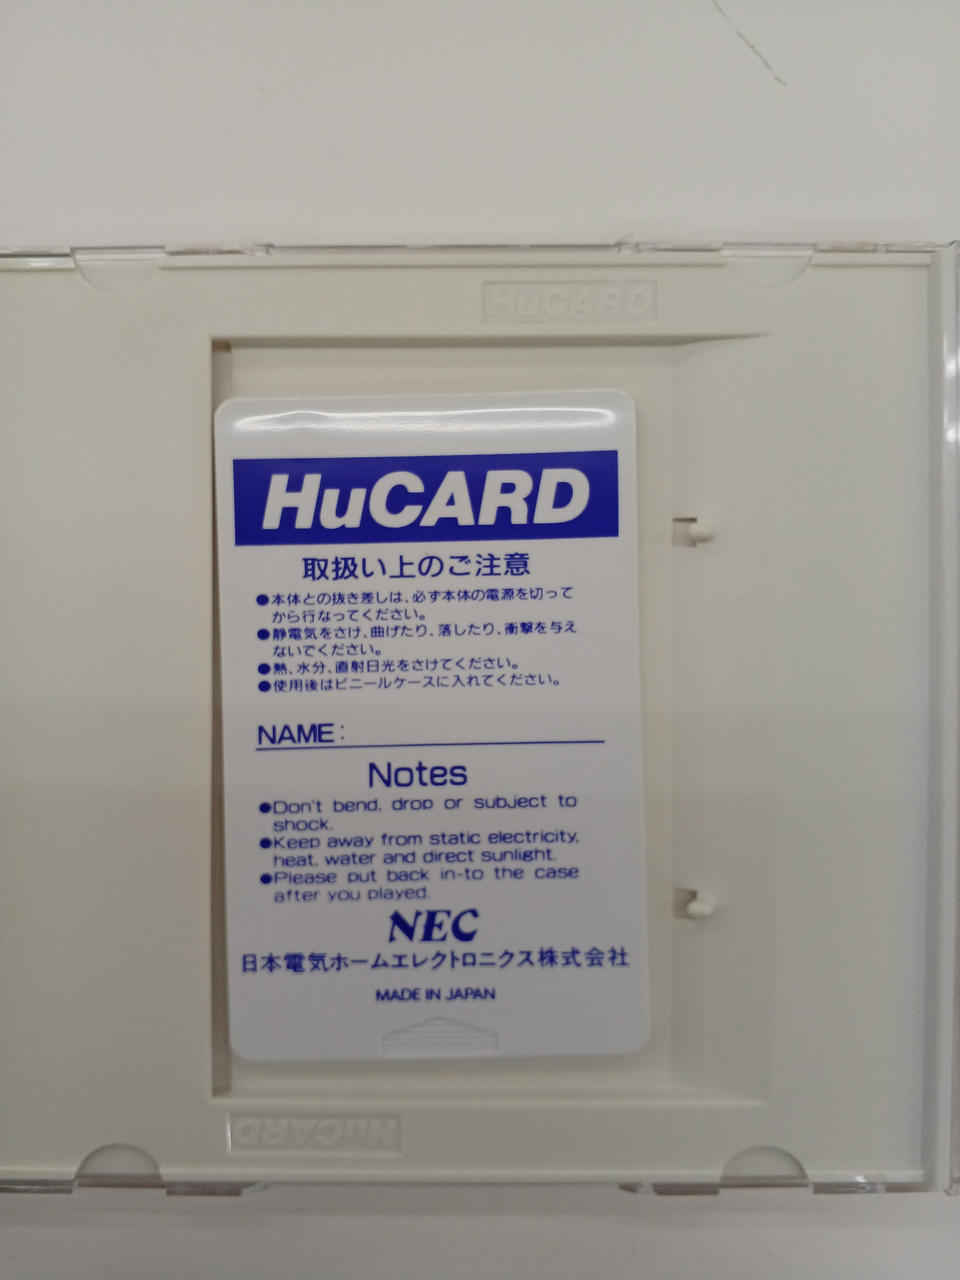 HuCARD
HuCARD
取扱い上のご注意
●本体との抜き差しは、必ず本体の電源を切って
から行なってください。
●静電気をさけ、曲げたり、落したり、衝撃を与え
ないでください。
●熱、水分、直射日光をさけてください。
●使用後はビニールケースに入れてください。
NAME:
Notes
●Don't bend, drop or subject to
shock.
●Keep away from static electricity,
heat, water and direct sunlight.
●Please put back in-to the case
after you played.
NEC
日本電気ホームエレクトロニクス株式会社
MADE IN JAPAN
HuCARD